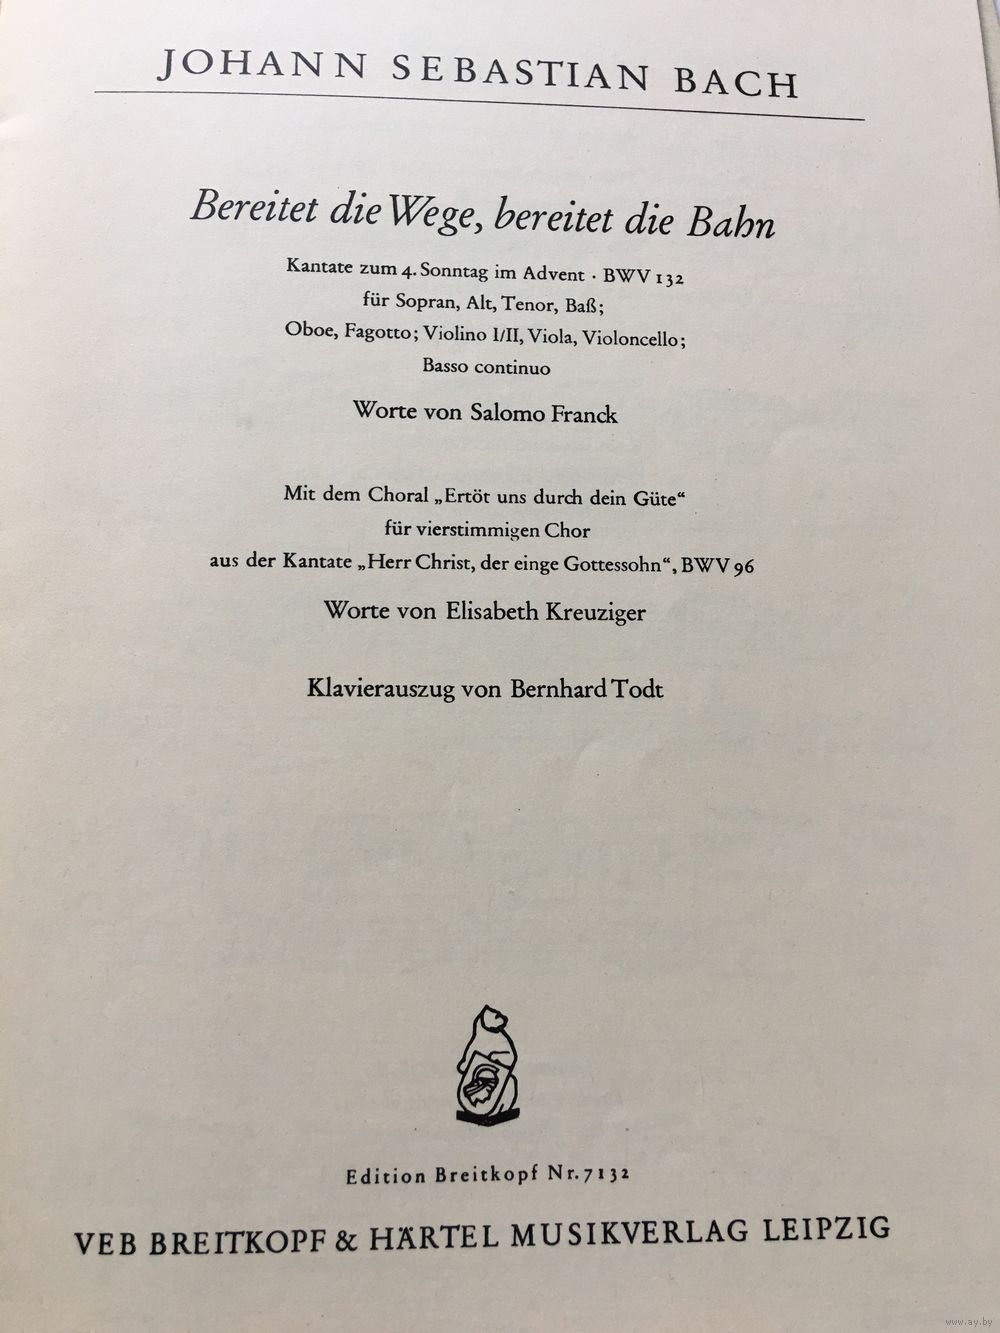 JOHANN SEBASTIAN BACH
Bereitet die Wege, bereitet die Bahn
Kantate zum 4. Sonntag im Advent · BWV 132
für Sopran, Alt, Tenor, Baß;
Oboe, Fagotto; Violino I/II, Viola, Violoncello;
Basso continuo
Worte von Salomo Franck
Mit dem Choral „Ertöt uns durch dein Güte“
für vierstimmigen Chor
aus der Kantate „Herr Christ, der einge Gottessohn“, BWV 96
Worte von Elisabeth Kreuziger
Klavierauszug von Bernhard Todt
Edition Breitkopf Nr. 7132
VEB BREITKOPF & HÄRTEL MUSIKVERLAG LEIPZIG
www.ay.by